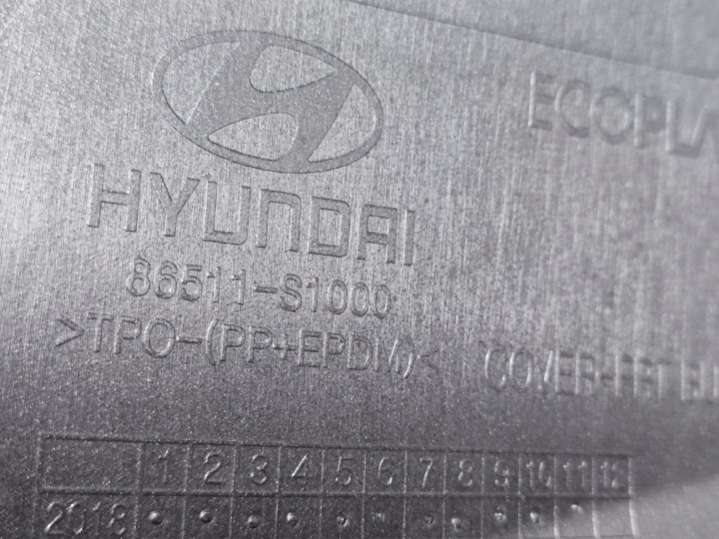 HYUNDAI
ECOPLA
86511-S1000
>TPO-(PP+EPDM)<
1 2 3 4 5 6 7 8 9 10 11 12
2018